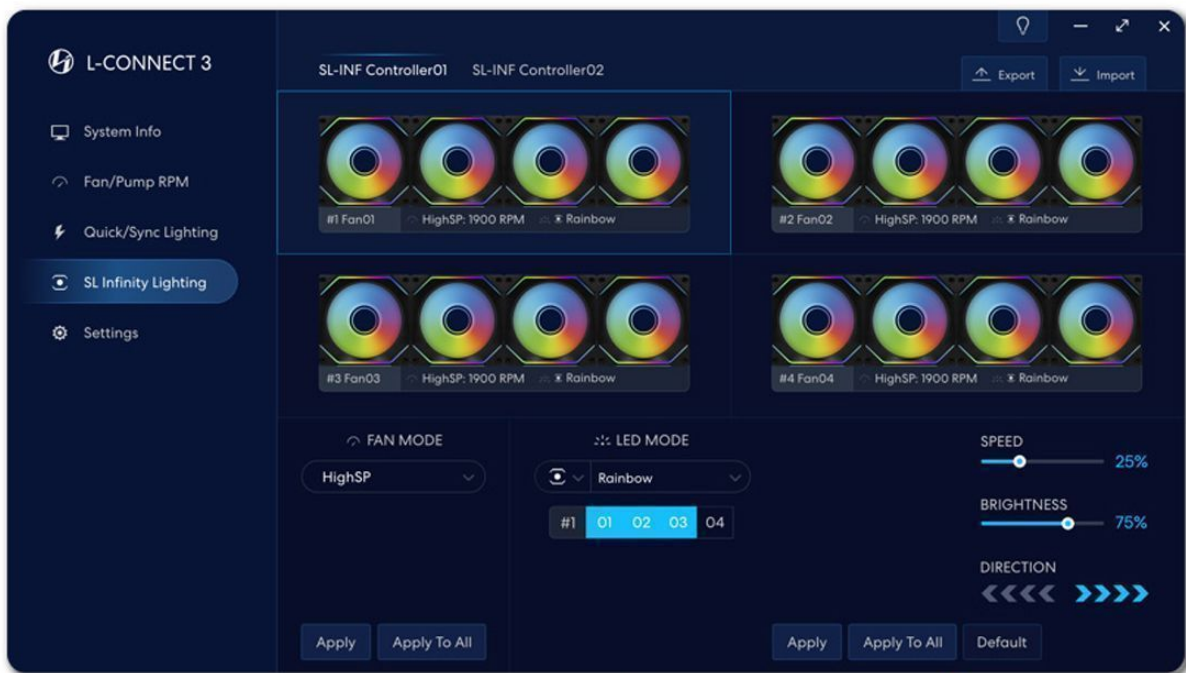 L-CONNECT 3
System Info
Fan/Pump RPM
Quick/Sync Lighting
SL Infinity Lighting
Settings
SL-INF Controller01 SL-INF Controller02
Export Import
#1 Fan01 HighSP: 1900 RPM Rainbow
#2 Fan02 HighSP: 1900 RPM Rainbow
#3 Fan03 HighSP: 1900 RPM Rainbow
#4 Fan04 HighSP: 1900 RPM Rainbow
FAN MODE
HighSP
Apply Apply To All
LED MODE
Rainbow
#1 01 02 03 04
SPEED
25%
BRIGHTNESS
75%
DIRECTION
Apply Apply To All Default